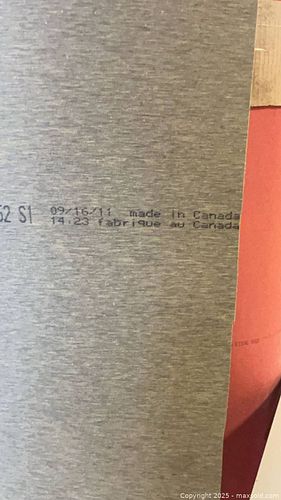 52 S1 09/16/11 made in Canada
14:23 fabrique au Canada
Copyright 2025 - maxsold.com